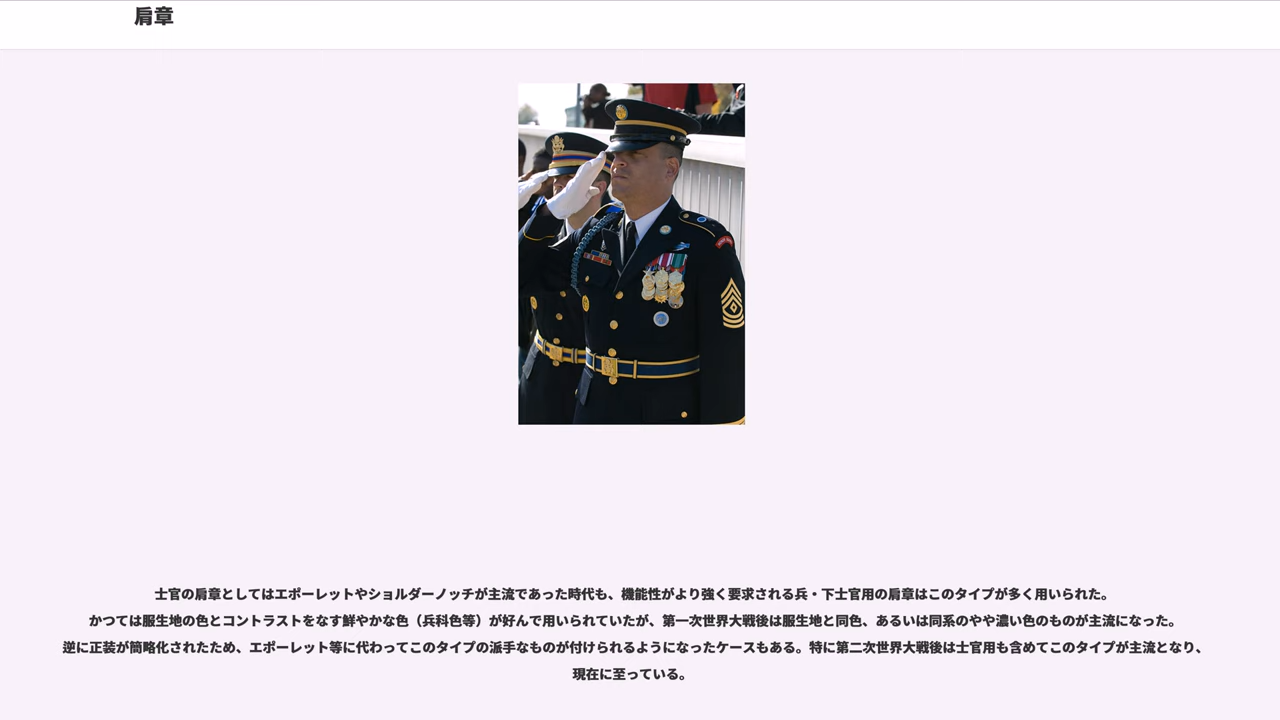 肩章
士官の肩章としてはエポーレットやショルダーノッチが主流であった時代も、機能性がより強く要求される兵・下士官用の肩章はこのタイプが多く用いられた。
かつては服生地の色とコントラストをなす鮮やかな色（兵科色等）が好んで用いられていたが、第一次世界大戦後は服生地と同色、あるいは同系のやや濃い色のものが主流になった。
逆に正装が簡略化されたため、エポーレット等に代わってこのタイプの派手なものが付けられるようになったケースもある。特に第二次世界大戦後は士官用も含めてこのタイプが主流となり、
現在に至っている。